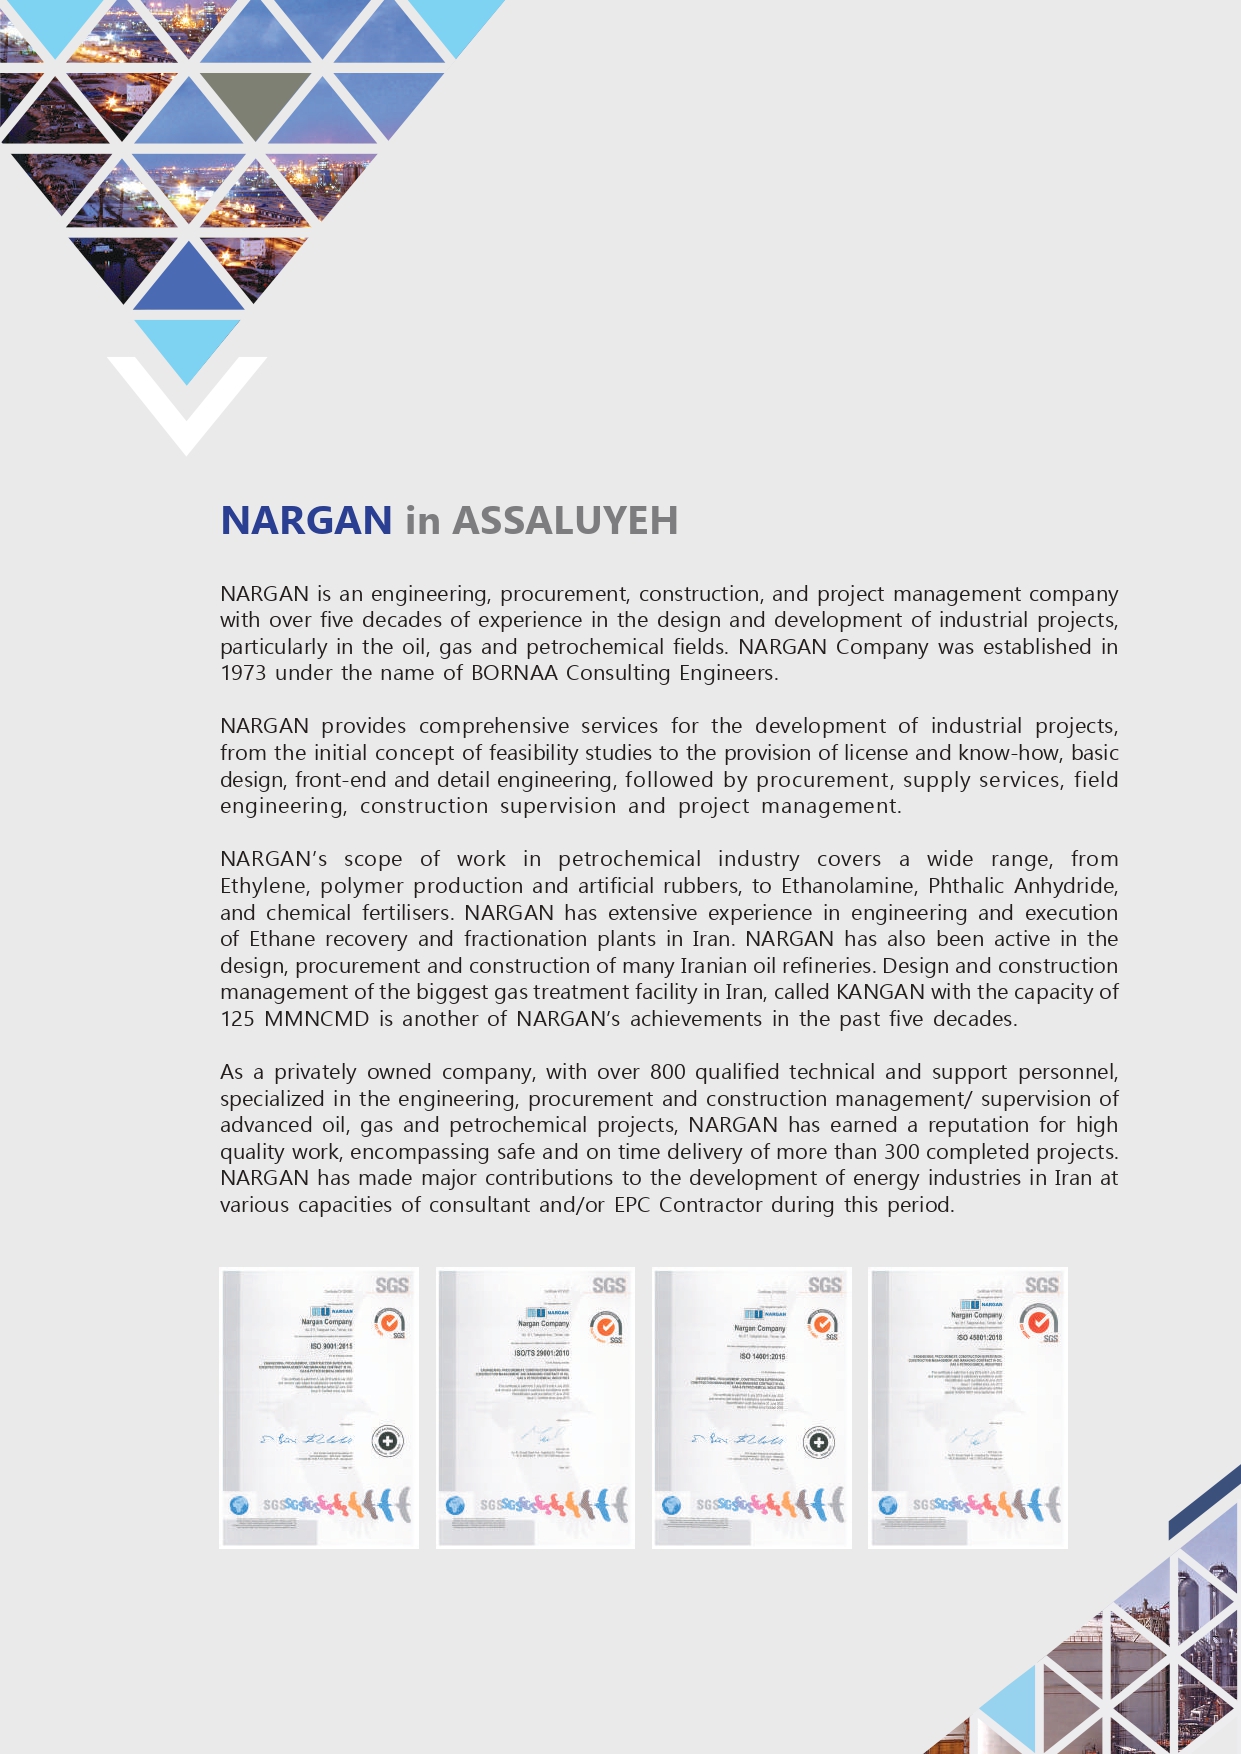 NARGAN in ASSALUYEH
NARGAN is an engineering, procurement, construction, and project management company
with over five decades of experience in the design and development of industrial projects,
particularly in the oil, gas and petrochemical fields. NARGAN Company was established in
1973 under the name of BORNAA Consulting Engineers.
NARGAN provides comprehensive services for the development of industrial projects,
from the initial concept of feasibility studies to the provision of license and know-how, basic
design, front-end and detail engineering, followed by procurement, supply services, field
engineering, construction supervision and project management.
NARGAN’s scope of work in petrochemical industry covers a wide range, from
Ethylene, polymer production and artificial rubbers, to Ethanolamine, Phthalic Anhydride,
and chemical fertilisers. NARGAN has extensive experience in engineering and execution
of Ethane recovery and fractionation plants in Iran. NARGAN has also been active in the
design, procurement and construction of many Iranian oil refineries. Design and construction
management of the biggest gas treatment facility in Iran, called KANGAN with the capacity of
125 MMNCMD is another of NARGAN’s achievements in the past five decades.
As a privately owned company, with over 800 qualified technical and support personnel,
specialized in the engineering, procurement and construction management/ supervision of
advanced oil, gas and petrochemical projects, NARGAN has earned a reputation for high
quality work, encompassing safe and on time delivery of more than 300 completed projects.
NARGAN has made major contributions to the development of energy industries in Iran at
various capacities of consultant and/or EPC Contractor during this period.
SGS
NARGAN
Nargan Company
SGS
ISO 9001:2015
SGS
SGS
NARGAN
Nargan Company
SGS
ISO/TS 29001:2010
SGS
SGS
NARGAN
Nargan Company
SGS
ISO 14001:2015
SGS
SGS
NARGAN
Nargan Company
SGS
ISO 45001:2018
SGS